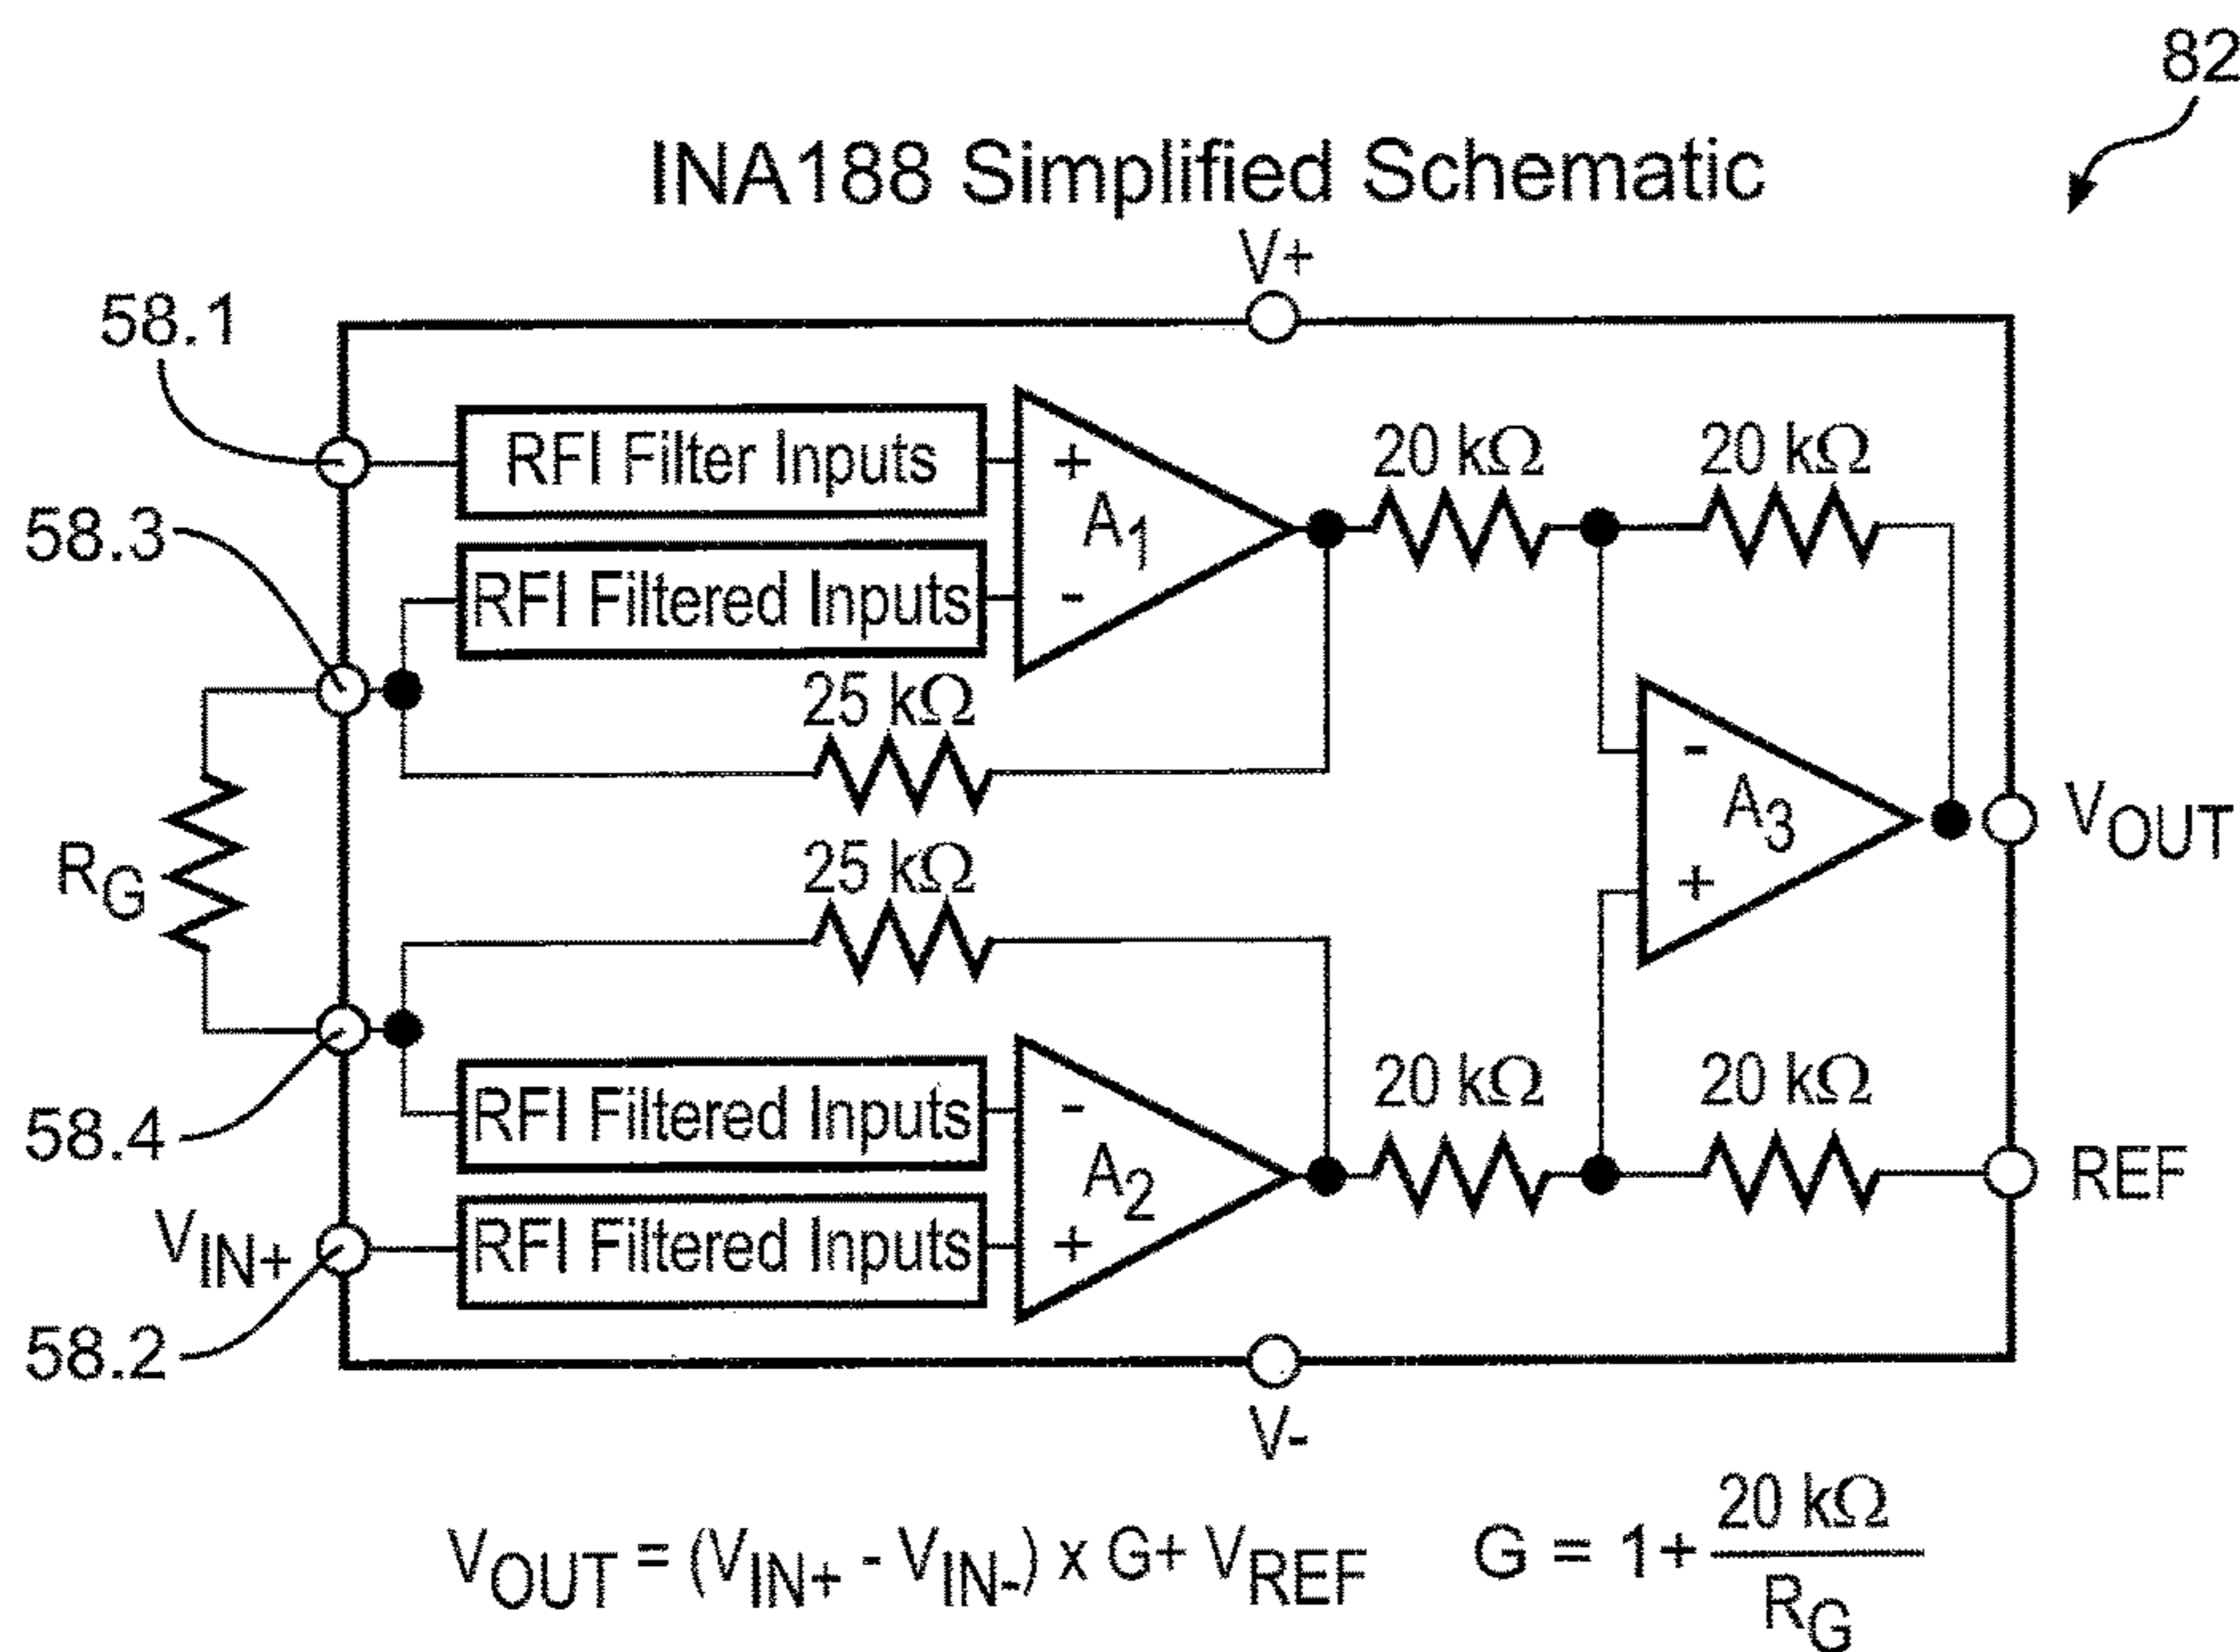 82
INA188 Simplified Schematic
V+
58.1
RFI Filter Inputs
+
A1
20 kΩ
20 kΩ
58.3
RFI Filtered Inputs
-
25 kΩ
-
A3
+
VOUT
RG
25 kΩ
58.4
RFI Filtered Inputs
-
A2
20 kΩ
20 kΩ
REF
VIN+
RFI Filtered Inputs
+
58.2
V-
VOUT = (VIN+ - VIN-) x G+ VREF
G = 1+ 20 kΩ
RG